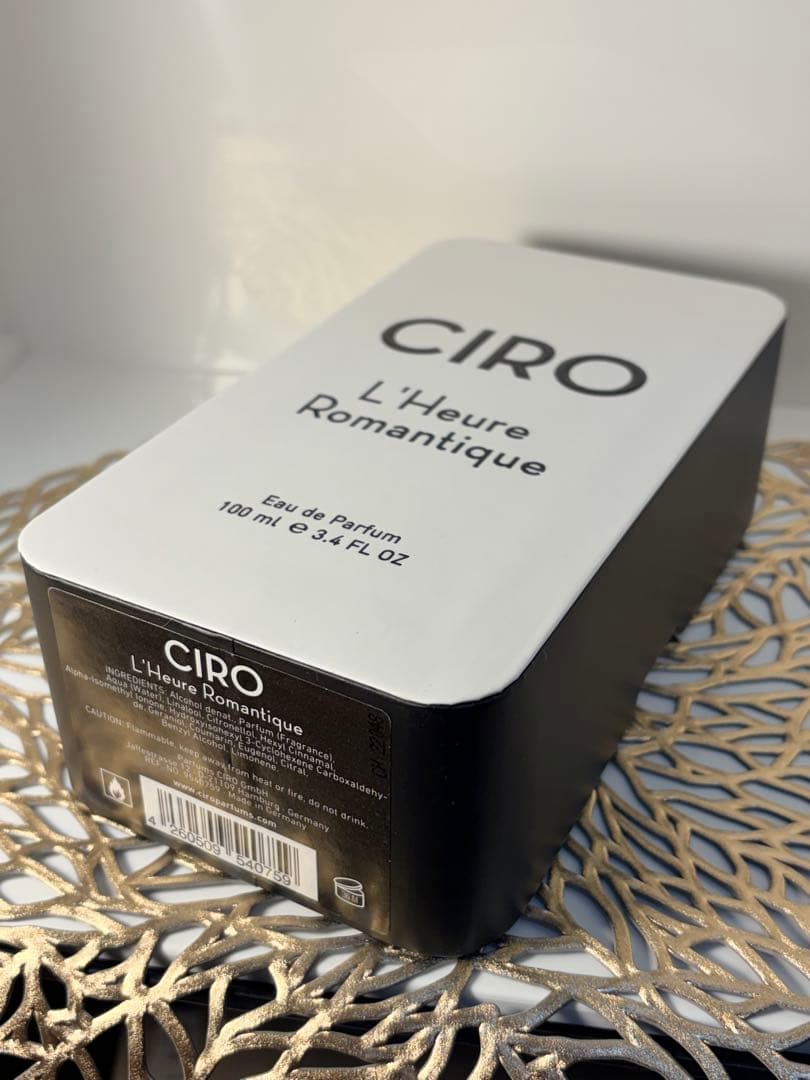 CIRO
L'Heure
Romantique
Eau de Parfum
100 ml e 3.4 FL OZ
CIRO
L'Heure Romantique
INGREDIENTS: Alcohol denat., Parfum (Fragrance),
Aqua (Water), Linalool, Citronellol, Hexyl Cinnamal,
Alpha-Isomethyl Ionone, Hydroxyisohexyl 3-Cyclohexene Carboxaldehy-
de, Geraniol, Coumarin, Eugenol, Citral,
Benzyl Alcohol, Limonene.
CAUTION: Flammable, keep away from heat or fire, do not drink.
Parfums CIRO GmbH
Hamburg . Germany
Made in Germany
www.ciroparfums.com
4 260509 540759